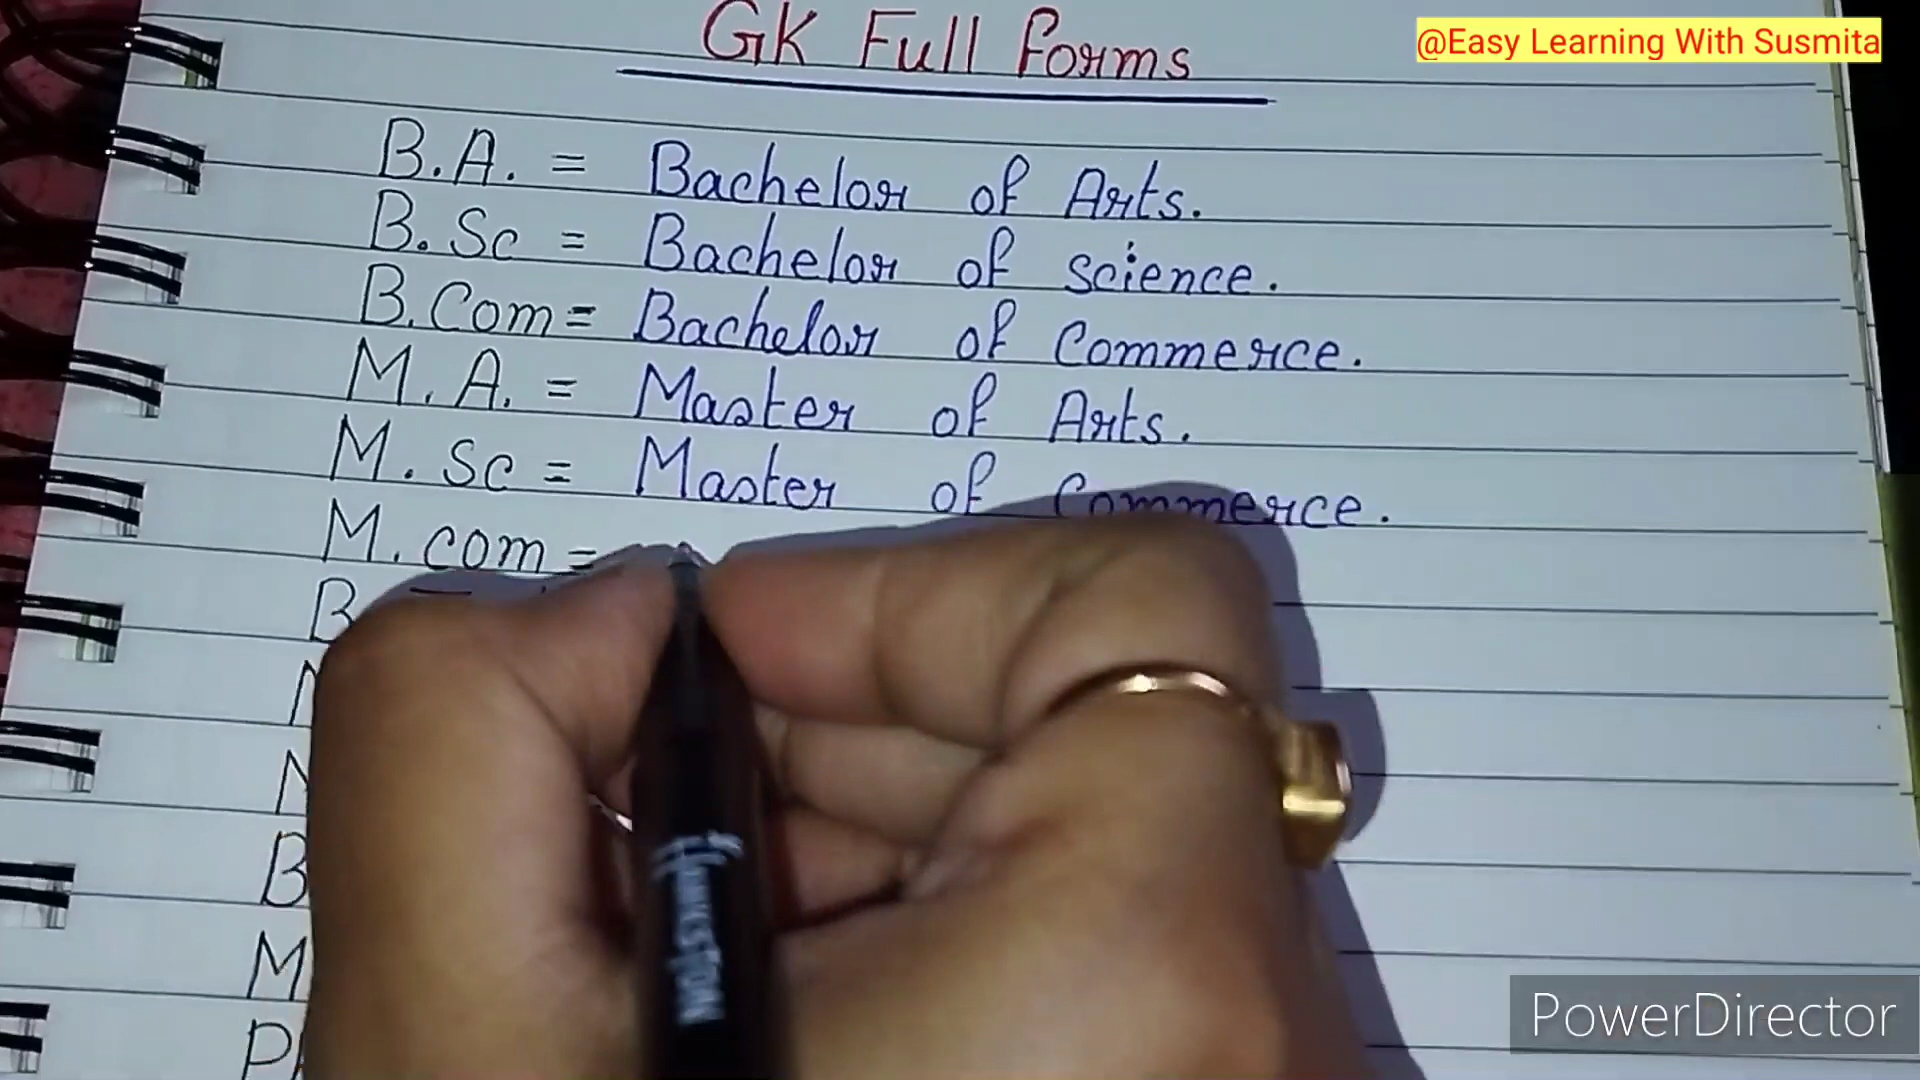 GK Full Forms
@Easy Learning With Susmita
B.A. = Bachelor of Arts.
B.Sc = Bachelor of science.
B.Com = Bachelor of Commerce.
M.A. = Master of Arts.
M.Sc = Master of Commerce.
M.com =
B
M
B
M
P
PowerDirector